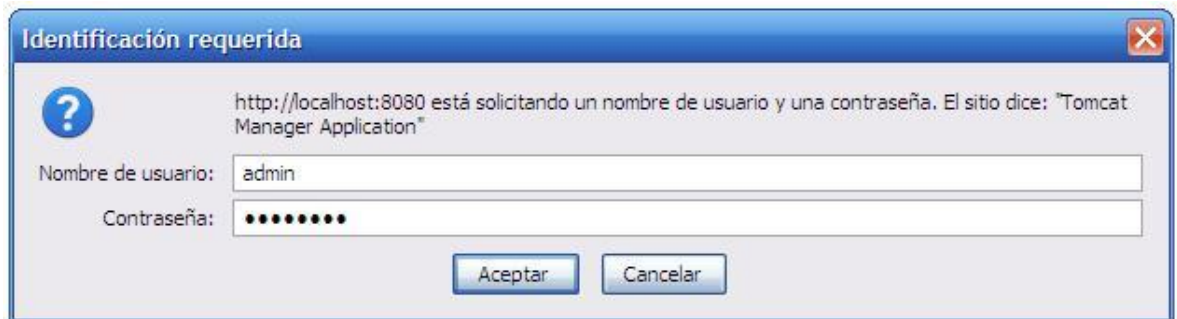 Identificación requerida
http://localhost:8080 está solicitando un nombre de usuario y una contraseña. El sitio dice: "Tomcat
Manager Application"
Nombre de usuario: admin
Contraseña: ••••••••
Aceptar Cancelar